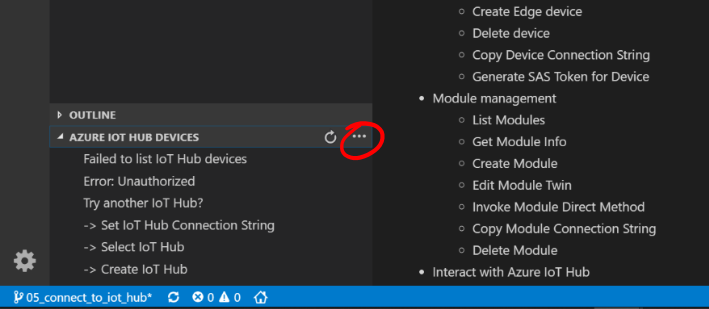 OUTLINE
AZURE IOT HUB DEVICES
Failed to list IoT Hub devices
Error: Unauthorized
Try another IoT Hub?
-> Set IoT Hub Connection String
-> Select IoT Hub
-> Create IoT Hub
Create Edge device
Delete device
Copy Device Connection String
Generate SAS Token for Device
Module management
List Modules
Get Module Info
Create Module
Edit Module Twin
Invoke Module Direct Method
Copy Module Connection String
Delete Module
Interact with Azure IoT Hub
05_connect_to_iot_hub* 0 0